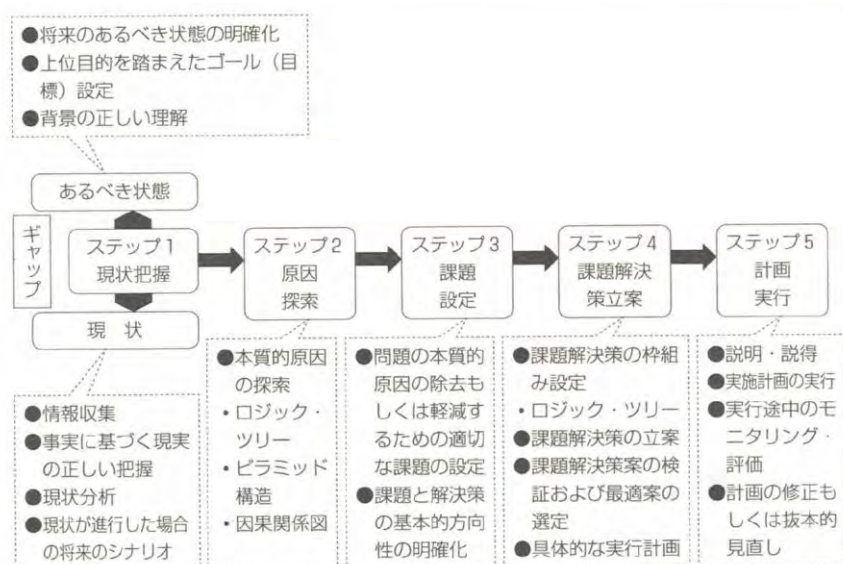 ●将来のあるべき状態の明確化
●上位目的を踏まえたゴール（目
標）設定
●背景の正しい理解
あるべき状態
ギャップ
ステップ1
現状把握
現　状
ステップ2
原因
探索
ステップ3
課題
設定
ステップ4
課題解決
策立案
ステップ5
計画
実行
●情報収集
●事実に基づく現実
の正しい把握
●現状分析
●現状が進行した場合
の将来のシナリオ
●本質的原因
の探索
・ロジック・
ツリー
・ピラミッド
構造
・因果関係図
●問題の本質的
原因の除去も
しくは軽減す
るための適切
な課題の設定
●課題と解決策
の基本的方向
性の明確化
●課題解決策の枠組
み設定
・ロジック・ツリー
●課題解決策の立案
●課題解決策案の検
証および最適案の
選定
●具体的な実行計画
●説明・説得
●実施計画の実行
●実行途中のモ
ニタリング・
評価
●計画の修正も
しくは抜本的
見直し